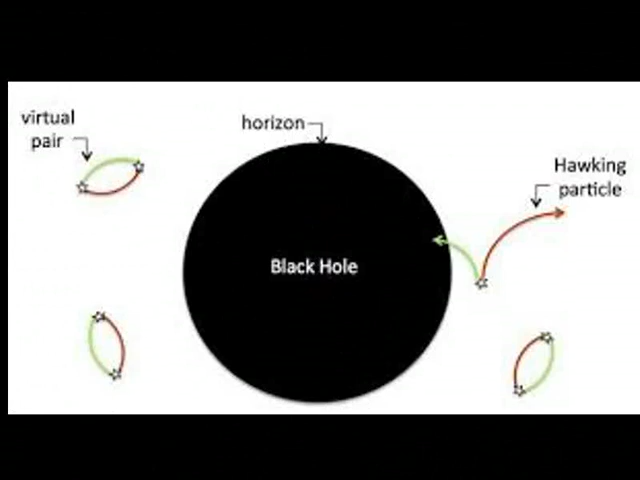 virtual
pair
horizon
Hawking
particle
Black Hole